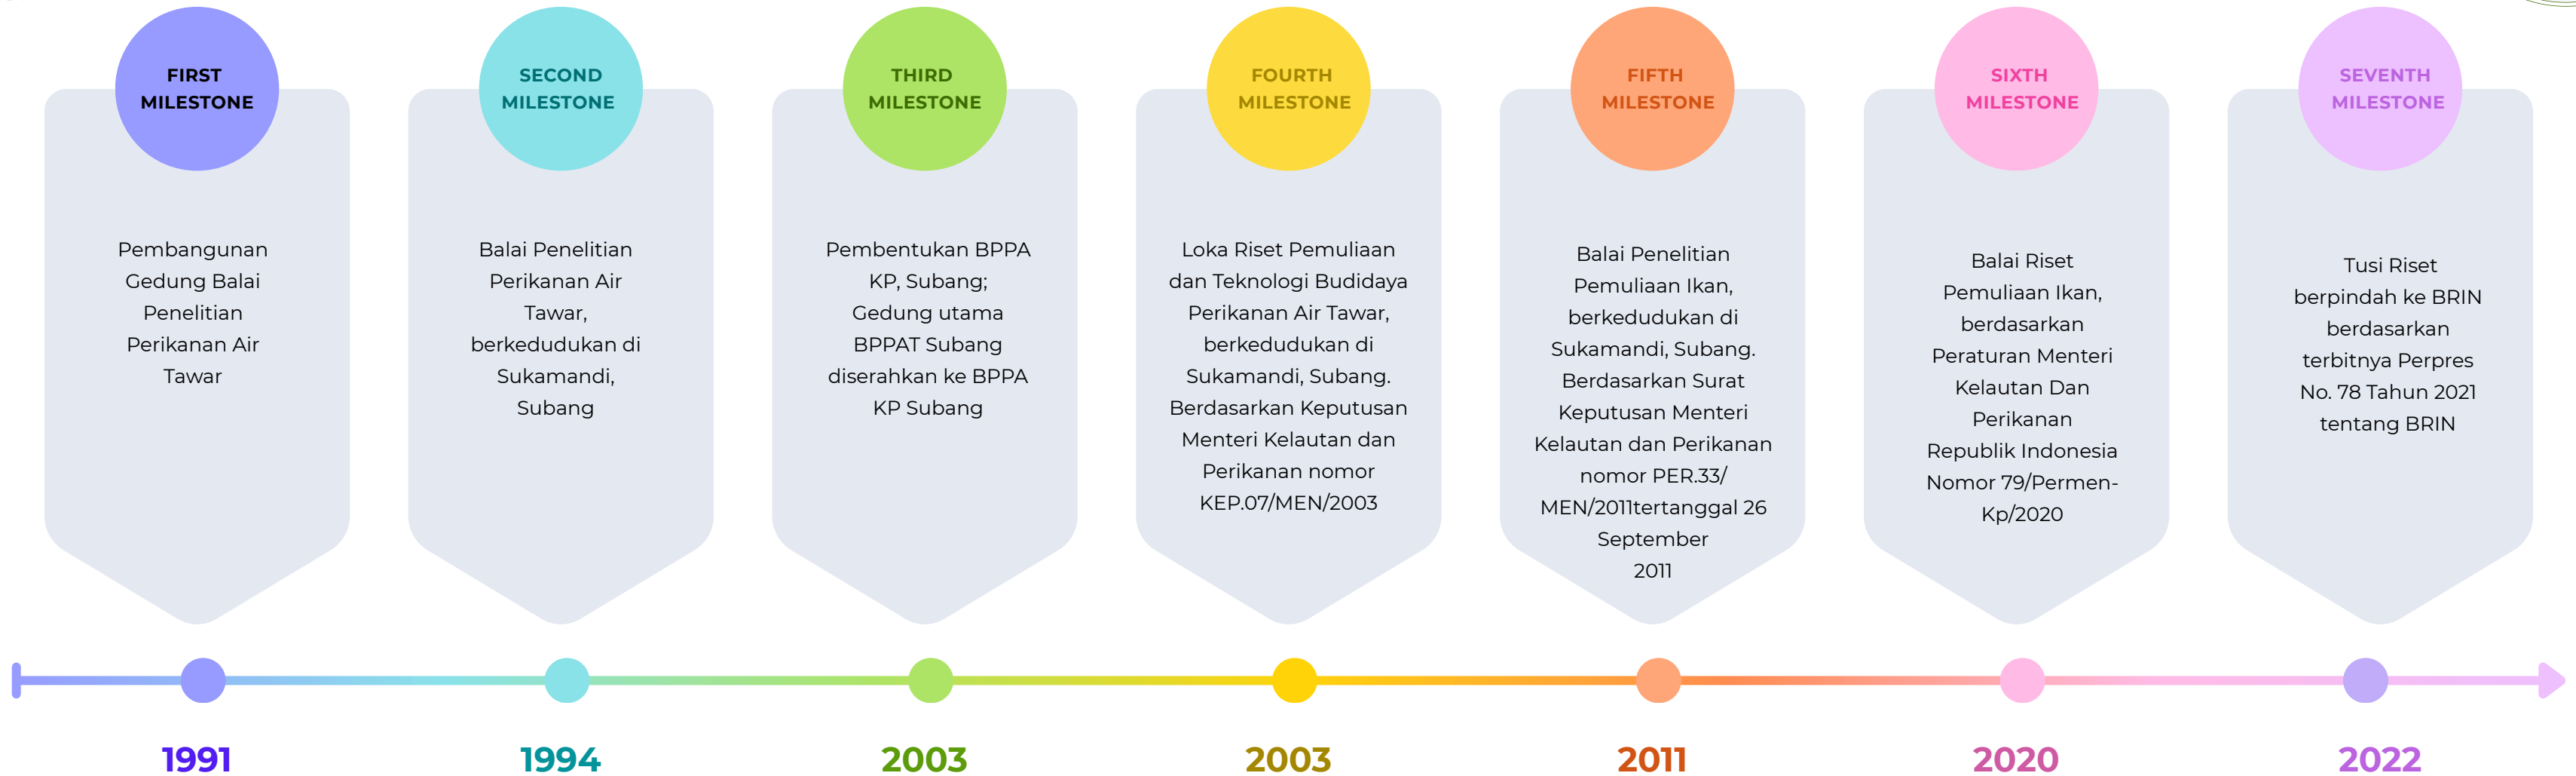 FIRST
MILESTONE
Pembangunan
Gedung Balai
Penelitian
Perikanan Air
Tawar
1991
SECOND
MILESTONE
Balai Penelitian
Perikanan Air
Tawar,
berkedudukan di
Sukamandi,
Subang
1994
THIRD
MILESTONE
Pembentukan BPPA
KP, Subang;
Gedung utama
BPPAT Subang
diserahkan ke BPPA
KP Subang
2003
FOURTH
MILESTONE
Loka Riset Pemuliaan
dan Teknologi Budidaya
Perikanan Air Tawar,
berkedudukan di
Sukamandi, Subang.
Berdasarkan Keputusan
Menteri Kelautan dan
Perikanan nomor
KEP.07/MEN/2003
2003
FIFTH
MILESTONE
Balai Penelitian
Pemuliaan Ikan,
berkedudukan di
Sukamandi, Subang.
Berdasarkan Surat
Keputusan Menteri
Kelautan dan Perikanan
nomor PER.33/
MEN/2011tertanggal 26
September
2011
2011
SIXTH
MILESTONE
Balai Riset
Pemuliaan Ikan,
berdasarkan
Peraturan Menteri
Kelautan Dan
Perikanan
Republik Indonesia
Nomor 79/Permen-
Kp/2020
2020
SEVENTH
MILESTONE
Tusi Riset
berpindah ke BRIN
berdasarkan
terbitnya Perpres
No. 78 Tahun 2021
tentang BRIN
2022